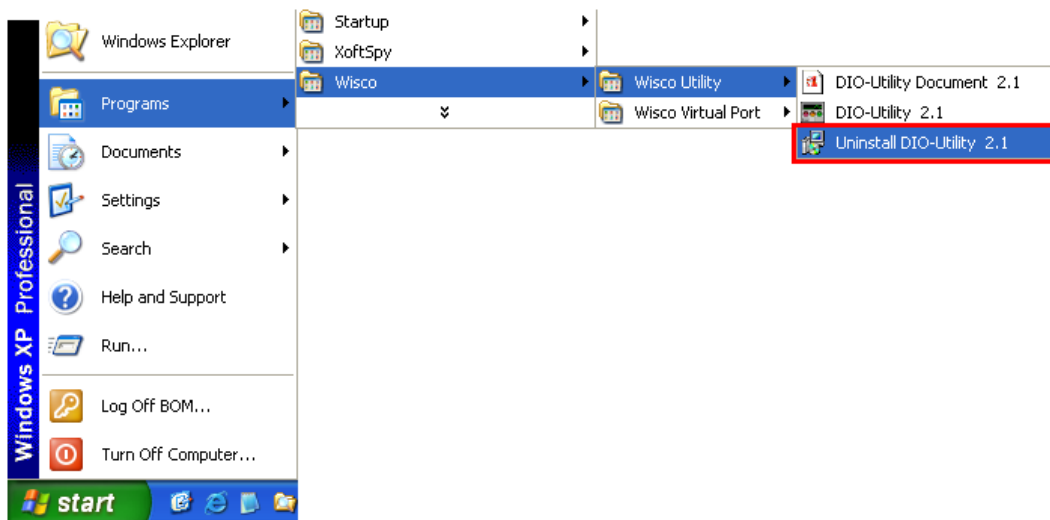 Windows XP Professional
Windows Explorer
Programs
Documents
Settings
Search
Help and Support
Run...
Log Off BOM...
Turn Off Computer...
start
Startup
XoftSpy
Wisco
Wisco Utility
Wisco Virtual Port
DIO-Utility Document 2.1
DIO-Utility 2.1
Uninstall DIO-Utility 2.1